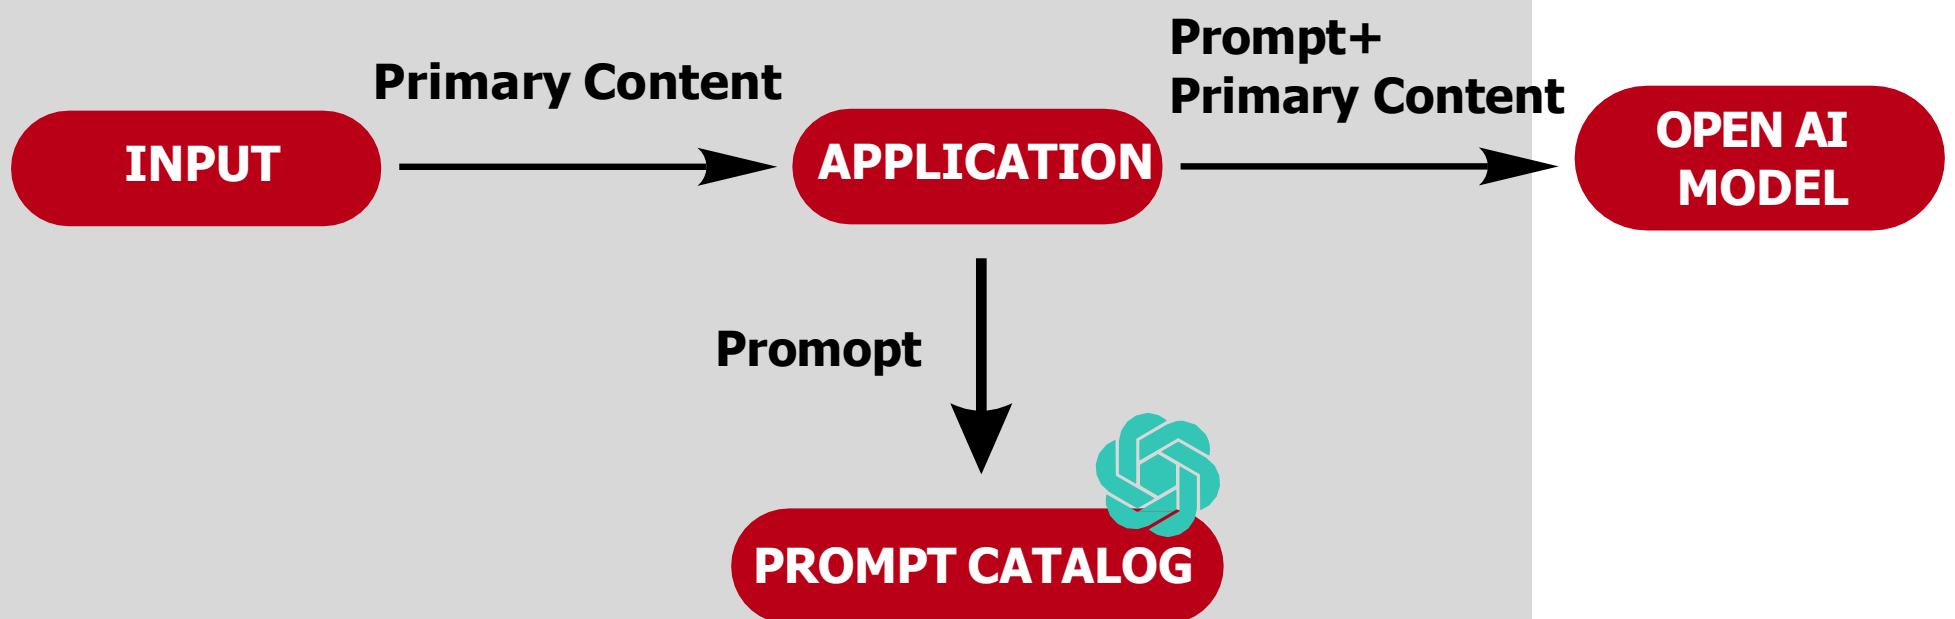 Prompt+
Primary Content
Primary Content
INPUT
APPLICATION
OPEN AI
MODEL
Promopt
PROMPT CATALOG